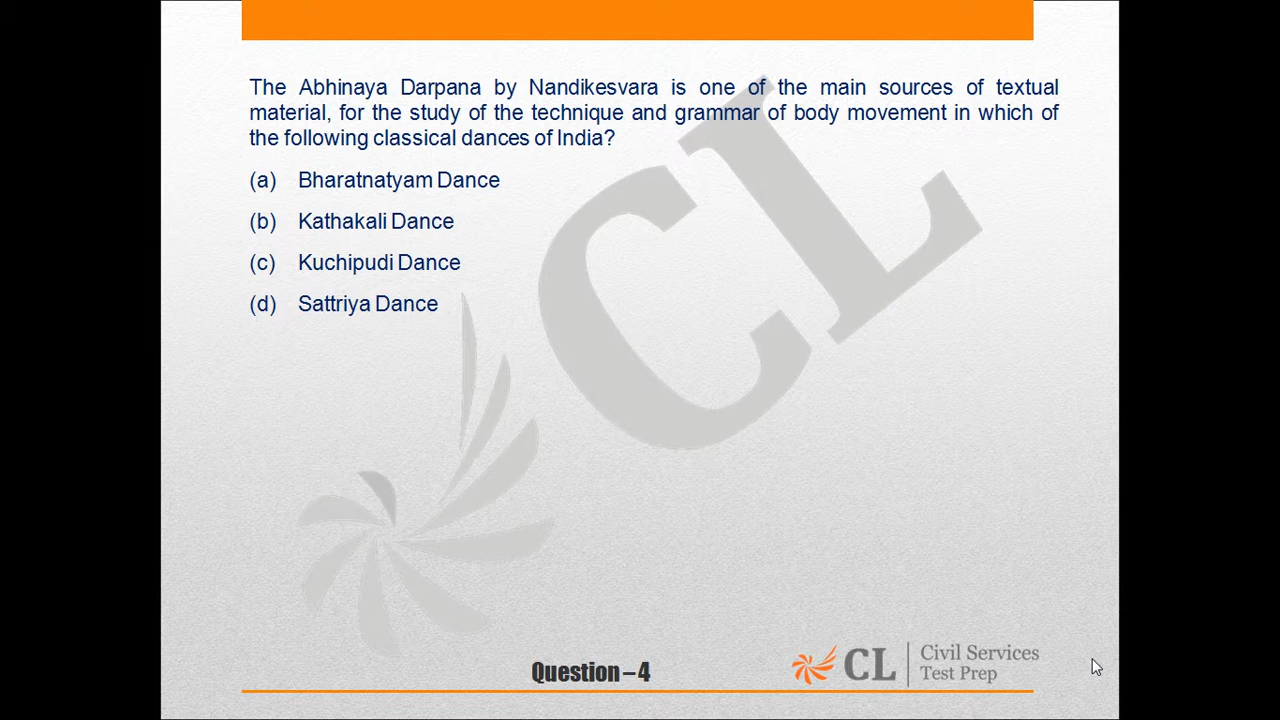 The Abhinaya Darpana by Nandikesvara is one of the main sources of textual
material, for the study of the technique and grammar of body movement in which of
the following classical dances of India?
(a) Bharatnatyam Dance
(b) Kathakali Dance
(c) Kuchipudi Dance
(d) Sattriya Dance
CL
Question – 4
CL
Civil Services
Test Prep